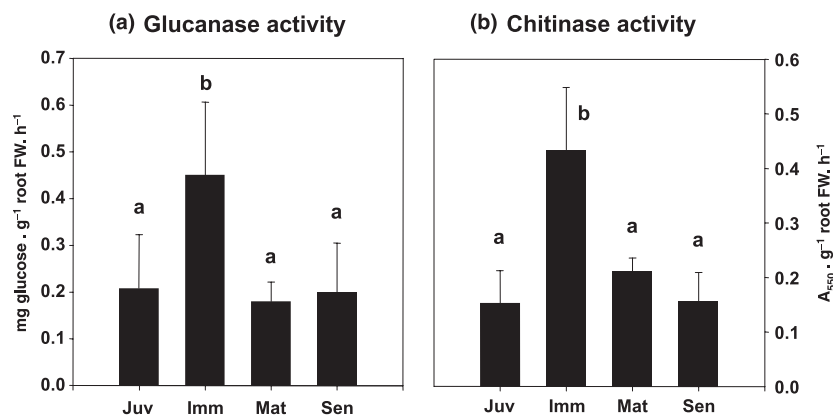 (a) Glucanase activity
(b) Chitinase activity
mg glucose . g⁻¹ root FW. h⁻¹
0.7
0.6
0.5
0.4
0.3
0.2
0.1
0.0
a
b
a
a
Juv
Imm
Mat
Sen
a
b
a
a
Juv
Imm
Mat
Sen
0.6
0.5
0.4
0.3
0.2
0.1
0.0
A₅₅₀ . g⁻¹ root FW. h⁻¹